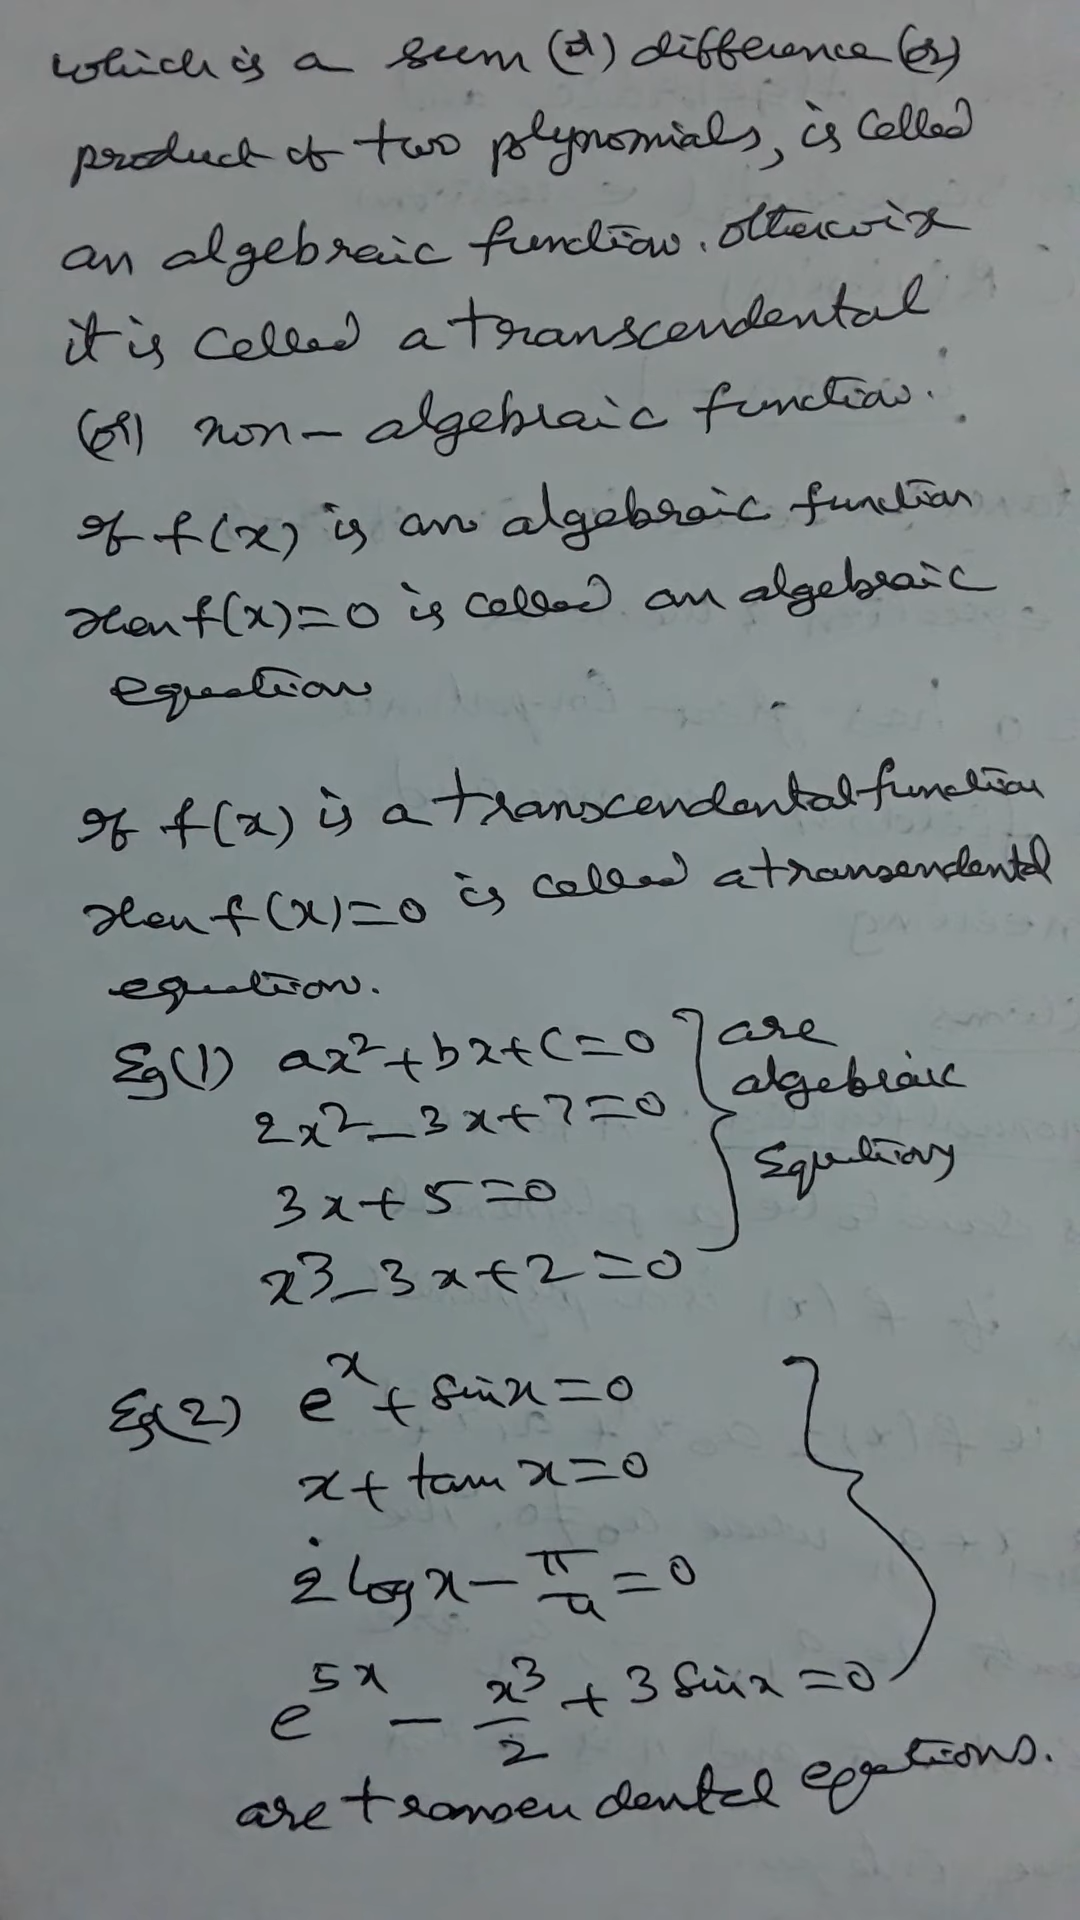 which is a sum (or) difference (or)
product of two polynomials, is called
an algebraic function. otherwise
it is called a transcendental
(or) non-algebraic function.
If f(x) is an algebraic function
then f(x)=0 is called an algebraic
equation
If f(x) is a transcendental function
then f(x)=0 is called a transendental
equation.
Eg(1) ax²+bx+c=0 } are
algebraic
2x²-3x+7=0
Equations
3x+5=0
x³-3x+2=0
Eg(2) eˣ+sinx=0
x+tan x=0
2 log x - π/4 = 0
e⁵ˣ - x³/2 + 3 sin x = 0
are transendental equations.